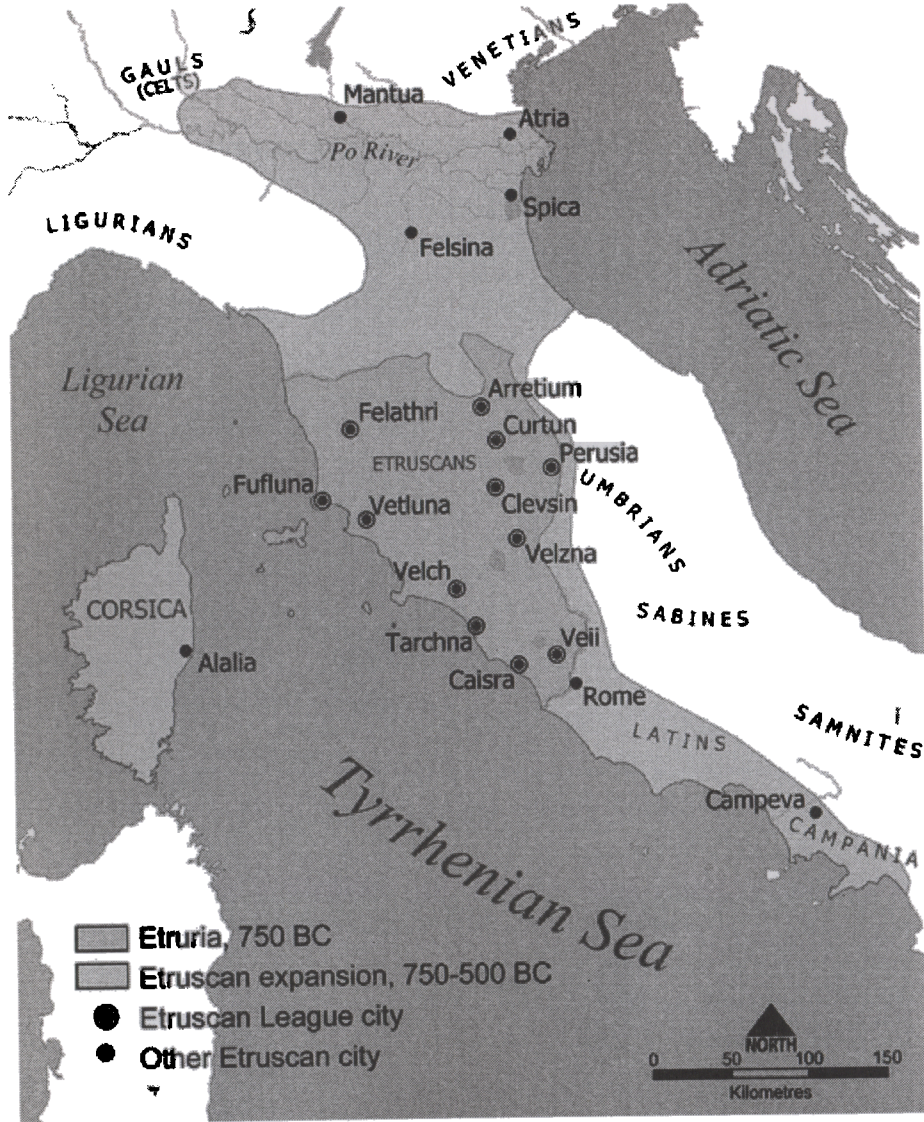 GAULS
(CELTS)
VENETIANS
Mantua
Atria
Po River
Spica
LIGURIANS
Felsina
Adriatic Sea
Ligurian
Sea
Arretium
Felathri
Curtun
ETRUSCANS
Perusia
Fufluna
Clevsin
UMBRIANS
Vetluna
Velzna
Velch
CORSICA
SABINES
Tarchna
Veii
Alalia
Caisra
Rome
LATINS
SAMNITES
Tyrrhenian Sea
Campeva
CAMPANIA
Etruria, 750 BC
Etruscan expansion, 750-500 BC
Etruscan League city
Other Etruscan city
NORTH
0 50 100 150
Kilometres